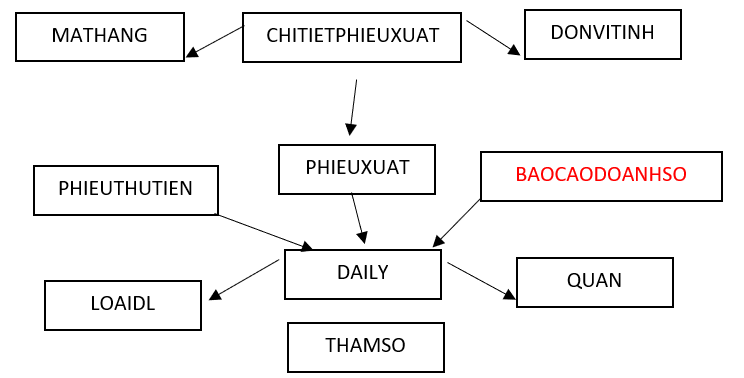 MATHANG
CHITIETPHIEUXUAT
DONVITINH
PHIEUXUAT
BAOCAODOANHSO
PHIEUTHUTIEN
DAILY
QUAN
LOAIDL
THAMSO